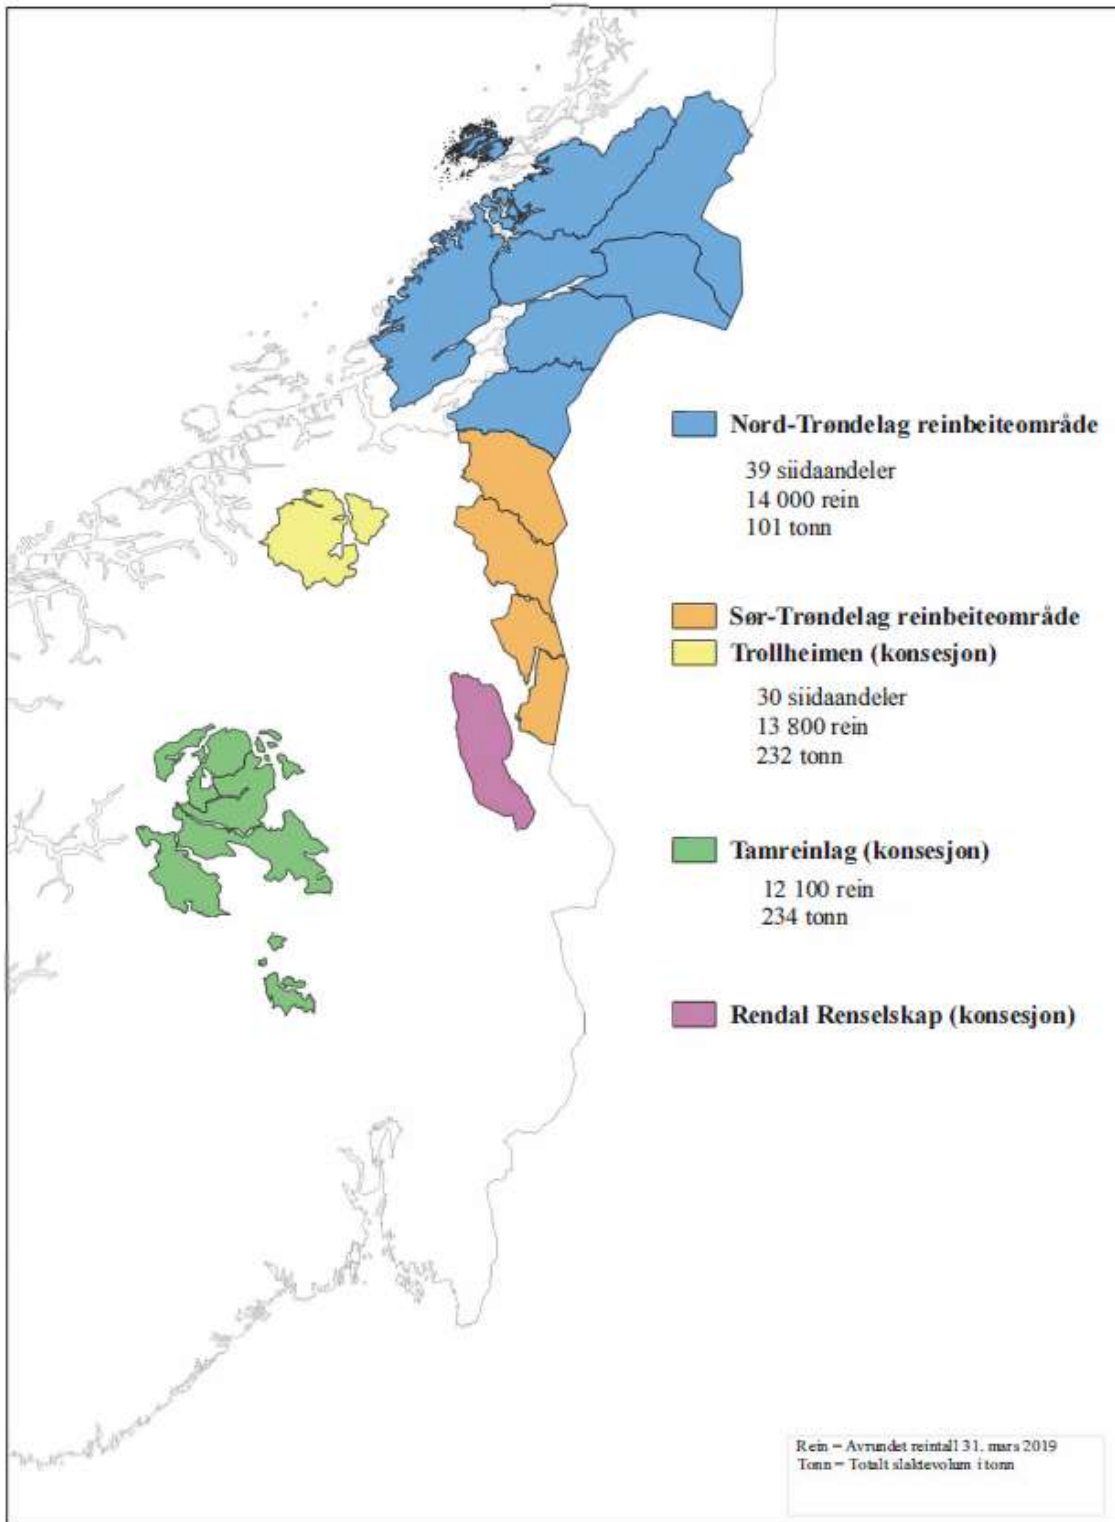 Nord-Trøndelag reinbeiteområde
39 siidaandeler
14 000 rein
101 tonn
Sør-Trøndelag reinbeiteområde
Trollheimen (konsesjon)
30 siidaandeler
13 800 rein
232 tonn
Tamreinlag (konsesjon)
12 100 rein
234 tonn
Rendal Renselskap (konsesjon)
Rein = Avrundet reintall 31. mars 2019
Tonn = Totalt slaktevolum i tonn